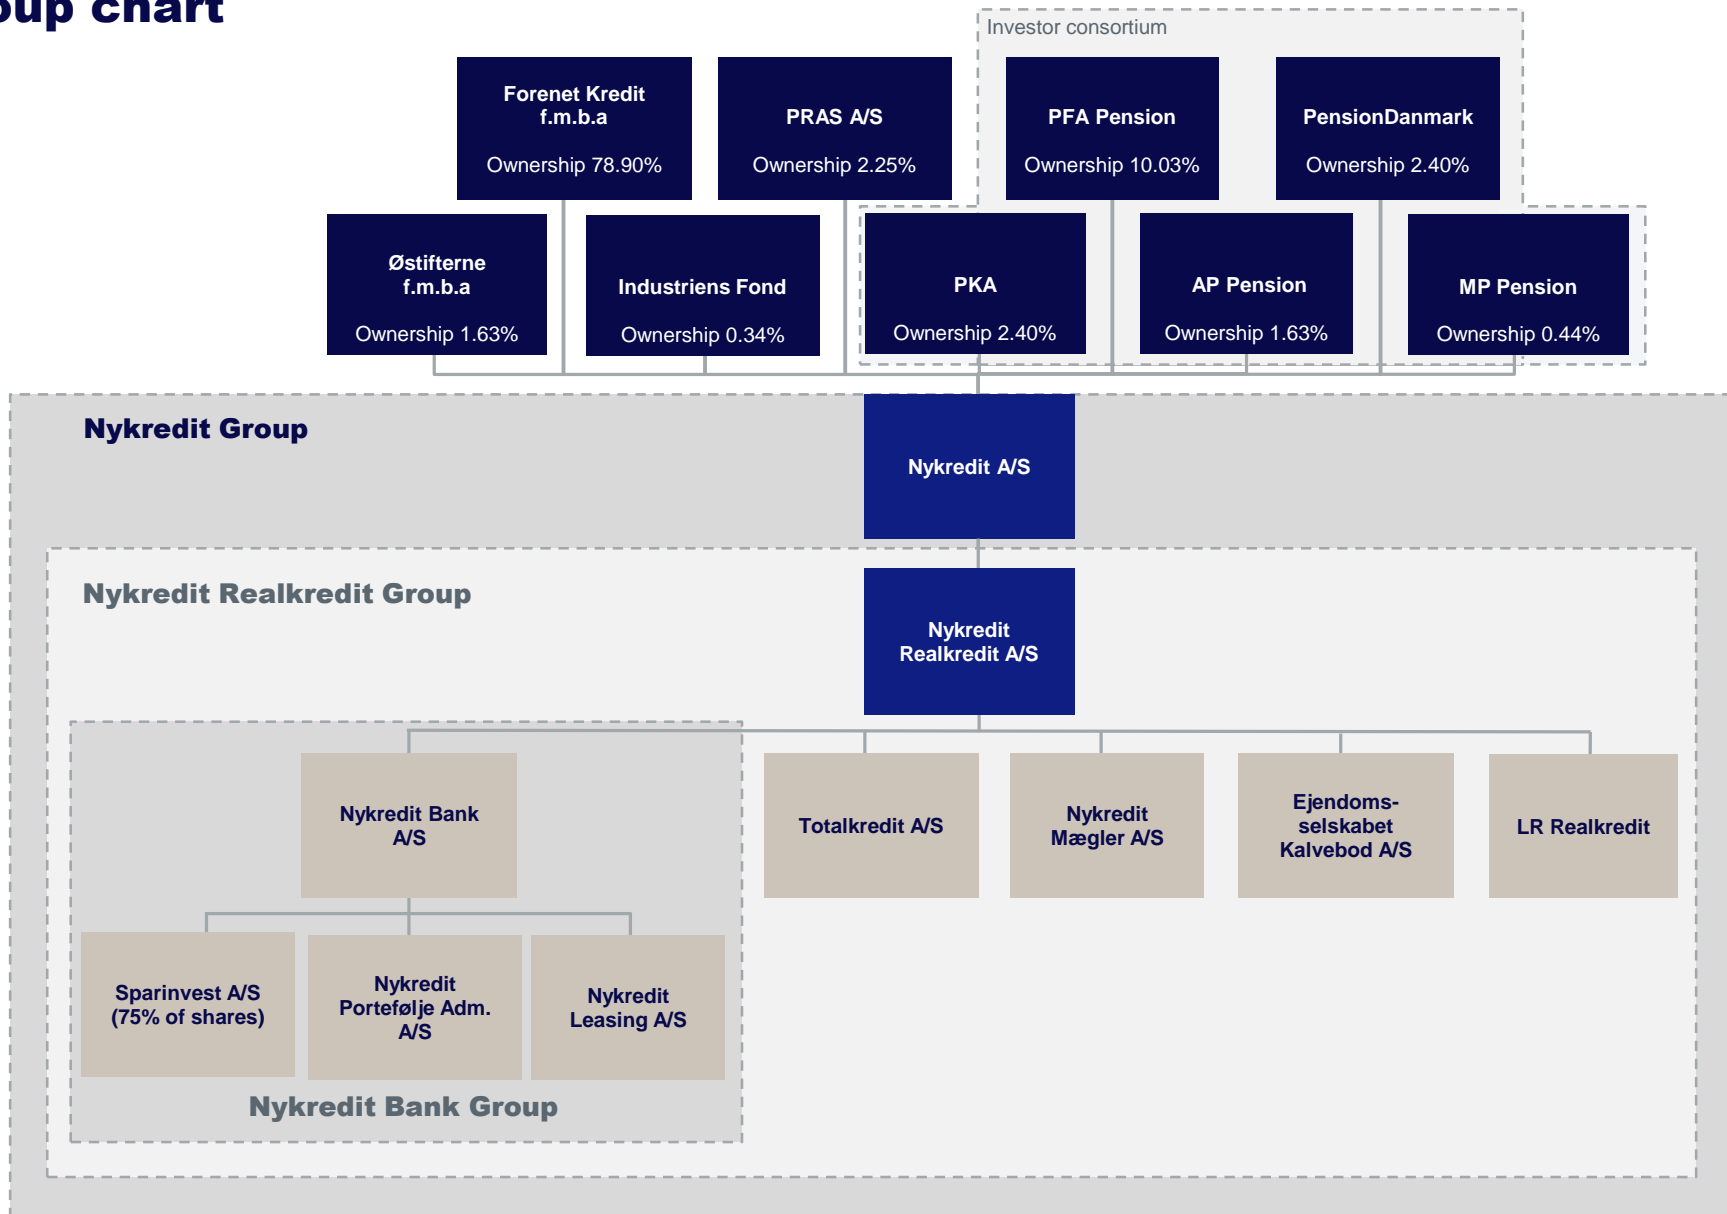 oup chart
Investor consortium
Forenet Kredit
f.m.b.a
Ownership 78.90%
PRAS A/S
Ownership 2.25%
PFA Pension
Ownership 10.03%
PensionDanmark
Ownership 2.40%
Østifterne
f.m.b.a
Ownership 1.63%
Industriens Fond
Ownership 0.34%
PKA
Ownership 2.40%
AP Pension
Ownership 1.63%
MP Pension
Ownership 0.44%
Nykredit Group
Nykredit A/S
Nykredit Realkredit Group
Nykredit
Realkredit A/S
Nykredit Bank
A/S
Totalkredit A/S
Nykredit
Mægler A/S
Ejendoms-
selskabet
Kalvebod A/S
LR Realkredit
Sparinvest A/S
(75% of shares)
Nykredit
Portefølje Adm.
A/S
Nykredit
Leasing A/S
Nykredit Bank Group